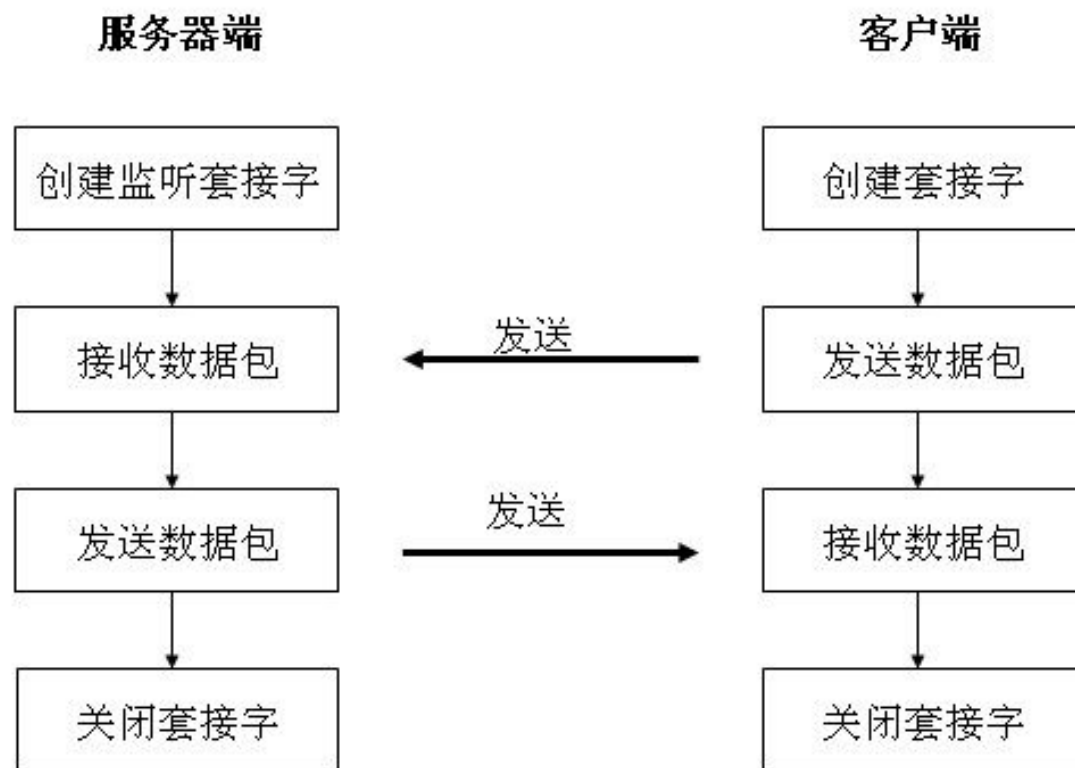 服务器端
客户端
创建监听套接字
创建套接字
接收数据包
发送
发送数据包
发送数据包
发送
接收数据包
关闭套接字
关闭套接字